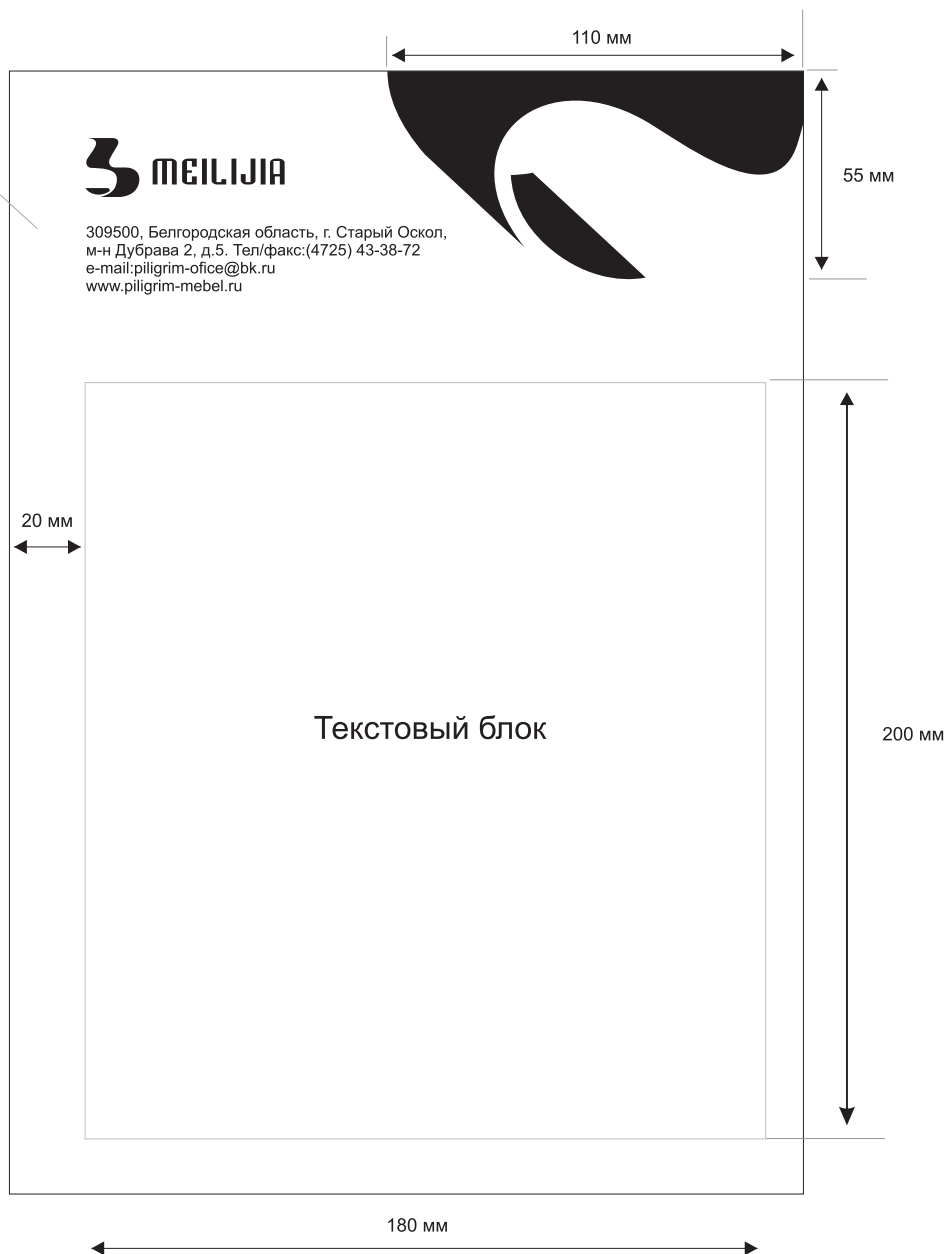 110 мм
55 мм
MEILIJIA
309500, Белгородская область, г. Старый Оскол,
м-н Дубрава 2, д.5. Тел/факс:(4725) 43-38-72
e-mail:piligrim-ofice@bk.ru
www.piligrim-mebel.ru
20 мм
Текстовый блок
200 мм
180 мм